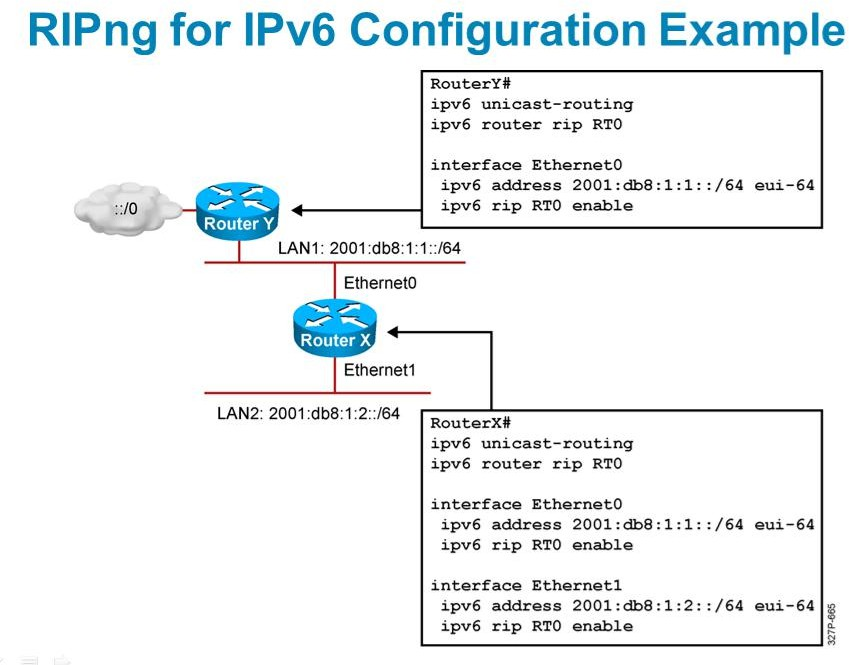 RIPng for IPv6 Configuration Example
RouterY#
ipv6 unicast-routing
ipv6 router rip RT0
interface Ethernet0
ipv6 address 2001:db8:1:1::/64 eui-64
ipv6 rip RT0 enable
::/0
Router Y
LAN1: 2001:db8:1:1::/64
Ethernet0
Router X
Ethernet1
LAN2: 2001:db8:1:2::/64
RouterX#
ipv6 unicast-routing
ipv6 router rip RT0
interface Ethernet0
ipv6 address 2001:db8:1:1::/64 eui-64
ipv6 rip RT0 enable
interface Ethernet1
ipv6 address 2001:db8:1:2::/64 eui-64
ipv6 rip RT0 enable
327P-665